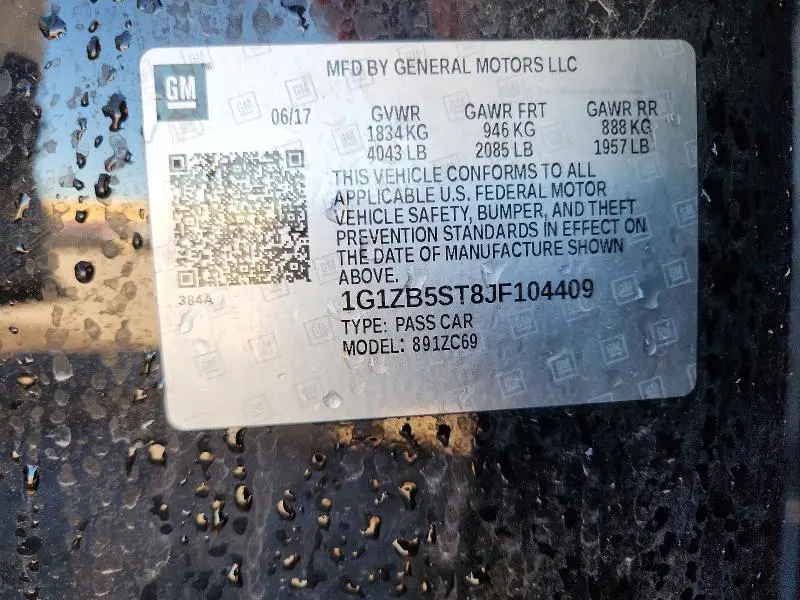 GM
MFD BY GENERAL MOTORS LLC
06/17
GVWR GAWR FRT GAWR RR
1834 KG 946 KG 888 KG
4043 LB 2085 LB 1957 LB
THIS VEHICLE CONFORMS TO ALL
APPLICABLE U.S. FEDERAL MOTOR
VEHICLE SAFETY, BUMPER, AND THEFT
PREVENTION STANDARDS IN EFFECT ON
THE DATE OF MANUFACTURE SHOWN
ABOVE.
384A
1G1ZB5ST8JF104409
TYPE: PASS CAR
MODEL: 891ZC69